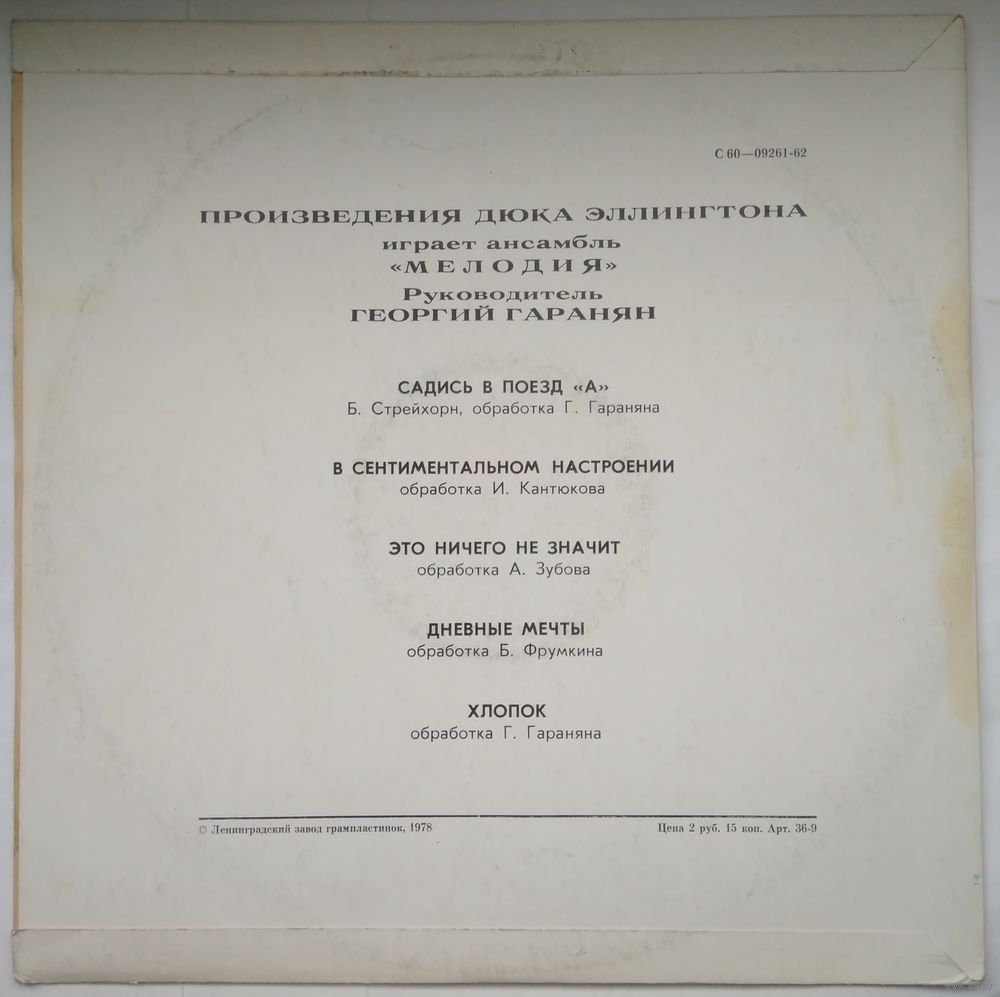 С 60—09261-62
ПРОИЗВЕДЕНИЯ ДЮКА ЭЛЛИНГТОНА
играет ансамбль
«МЕЛОДИЯ»
Руководитель
ГЕОРГИЙ ГАРАНЯН
САДИСЬ В ПОЕЗД «А»
Б. Стрейхорн, обработка Г. Гараняна
В СЕНТИМЕНТАЛЬНОМ НАСТРОЕНИИ
обработка И. Кантюкова
ЭТО НИЧЕГО НЕ ЗНАЧИТ
обработка А. Зубова
ДНЕВНЫЕ МЕЧТЫ
обработка Б. Фрумкина
ХЛОПОК
обработка Г. Гараняна
© Ленинградский завод грампластинок, 1978
Цена 2 руб. 15 коп. Арт. 36-9